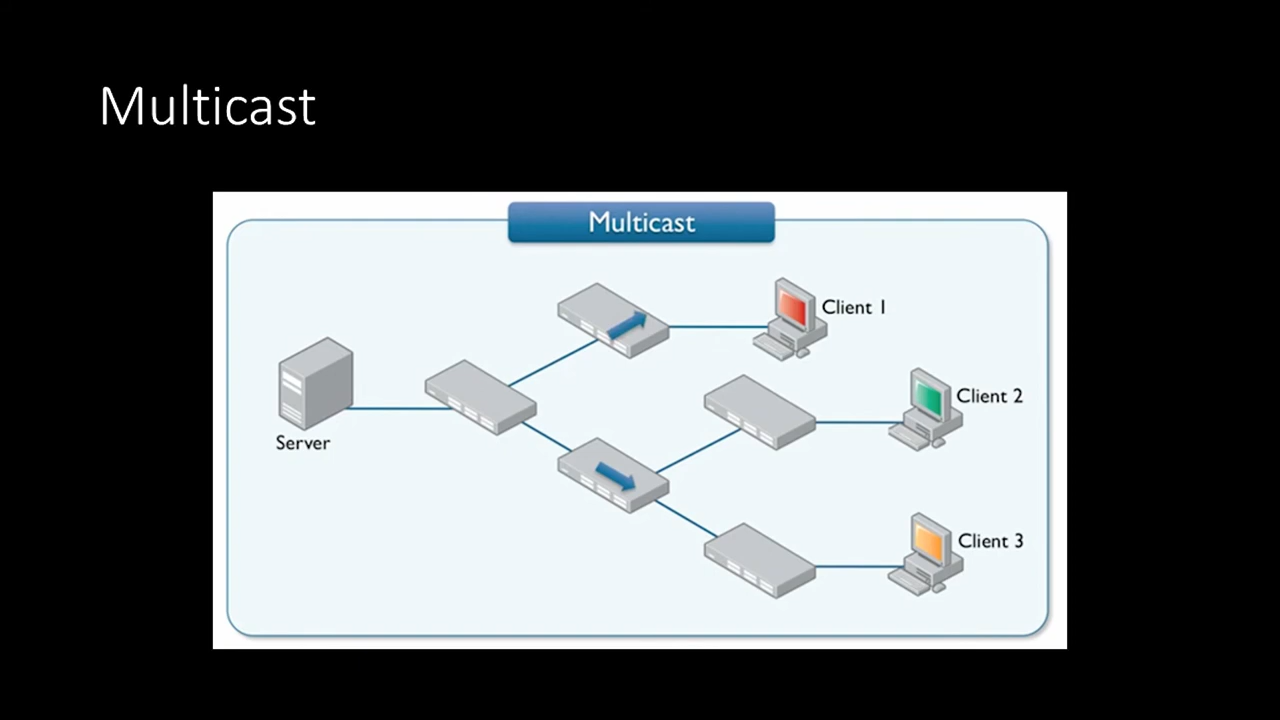 Multicast
Multicast
Client 1
Client 2
Server
Client 3